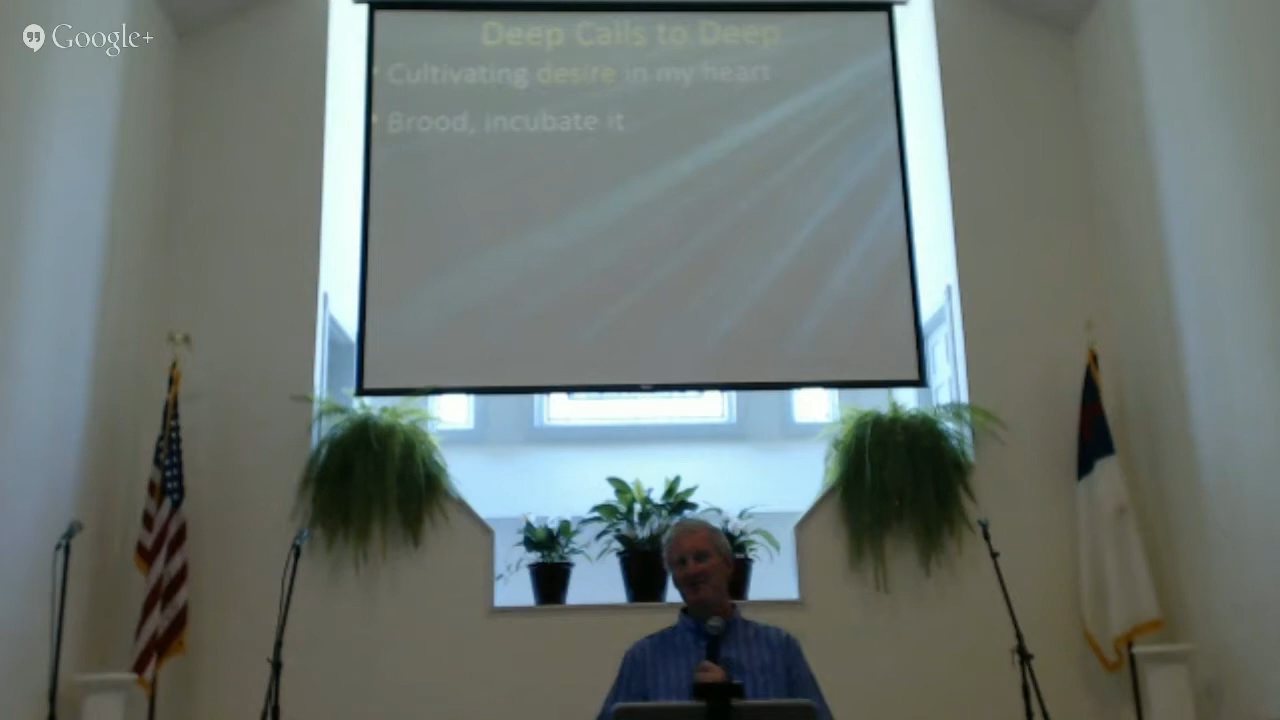 Google+
Deep Calls to Deep
Cultivating desire in my heart
Brood, incubate it